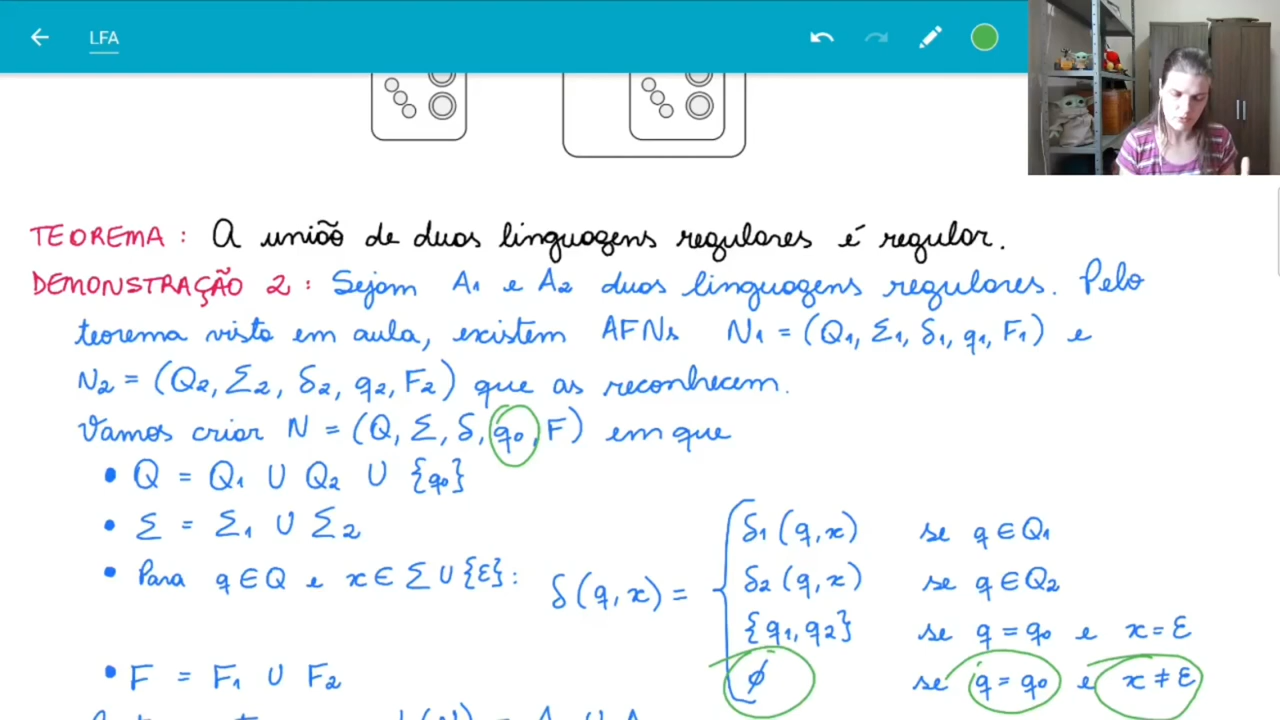 LFA
TEOREMA: A união de duas linguagens regulares é regular.
DEMONSTRAÇÃO 2: Sejam A₁ e A₂ duas linguagens regulares. Pelo
teorema visto em aula, existem AFNs N₁ = (Q₁, Σ₁, δ₁, q₁, F₁) e
N₂ = (Q₂, Σ₂, δ₂, q₂, F₂) que as reconhecem.
Vamos criar N = (Q, Σ, δ, q₀, F) em que
• Q = Q₁ ∪ Q₂ ∪ {q₀}
• Σ = Σ₁ ∪ Σ₂
• Para q ∈ Q e x ∈ Σ ∪ {ε}: δ(q,x) =
δ₁(q,x) se q ∈ Q₁
δ₂(q,x) se q ∈ Q₂
{q₁,q₂} se q = q₀ e x = ε
∅ se q = q₀ e x ≠ ε
• F = F₁ ∪ F₂